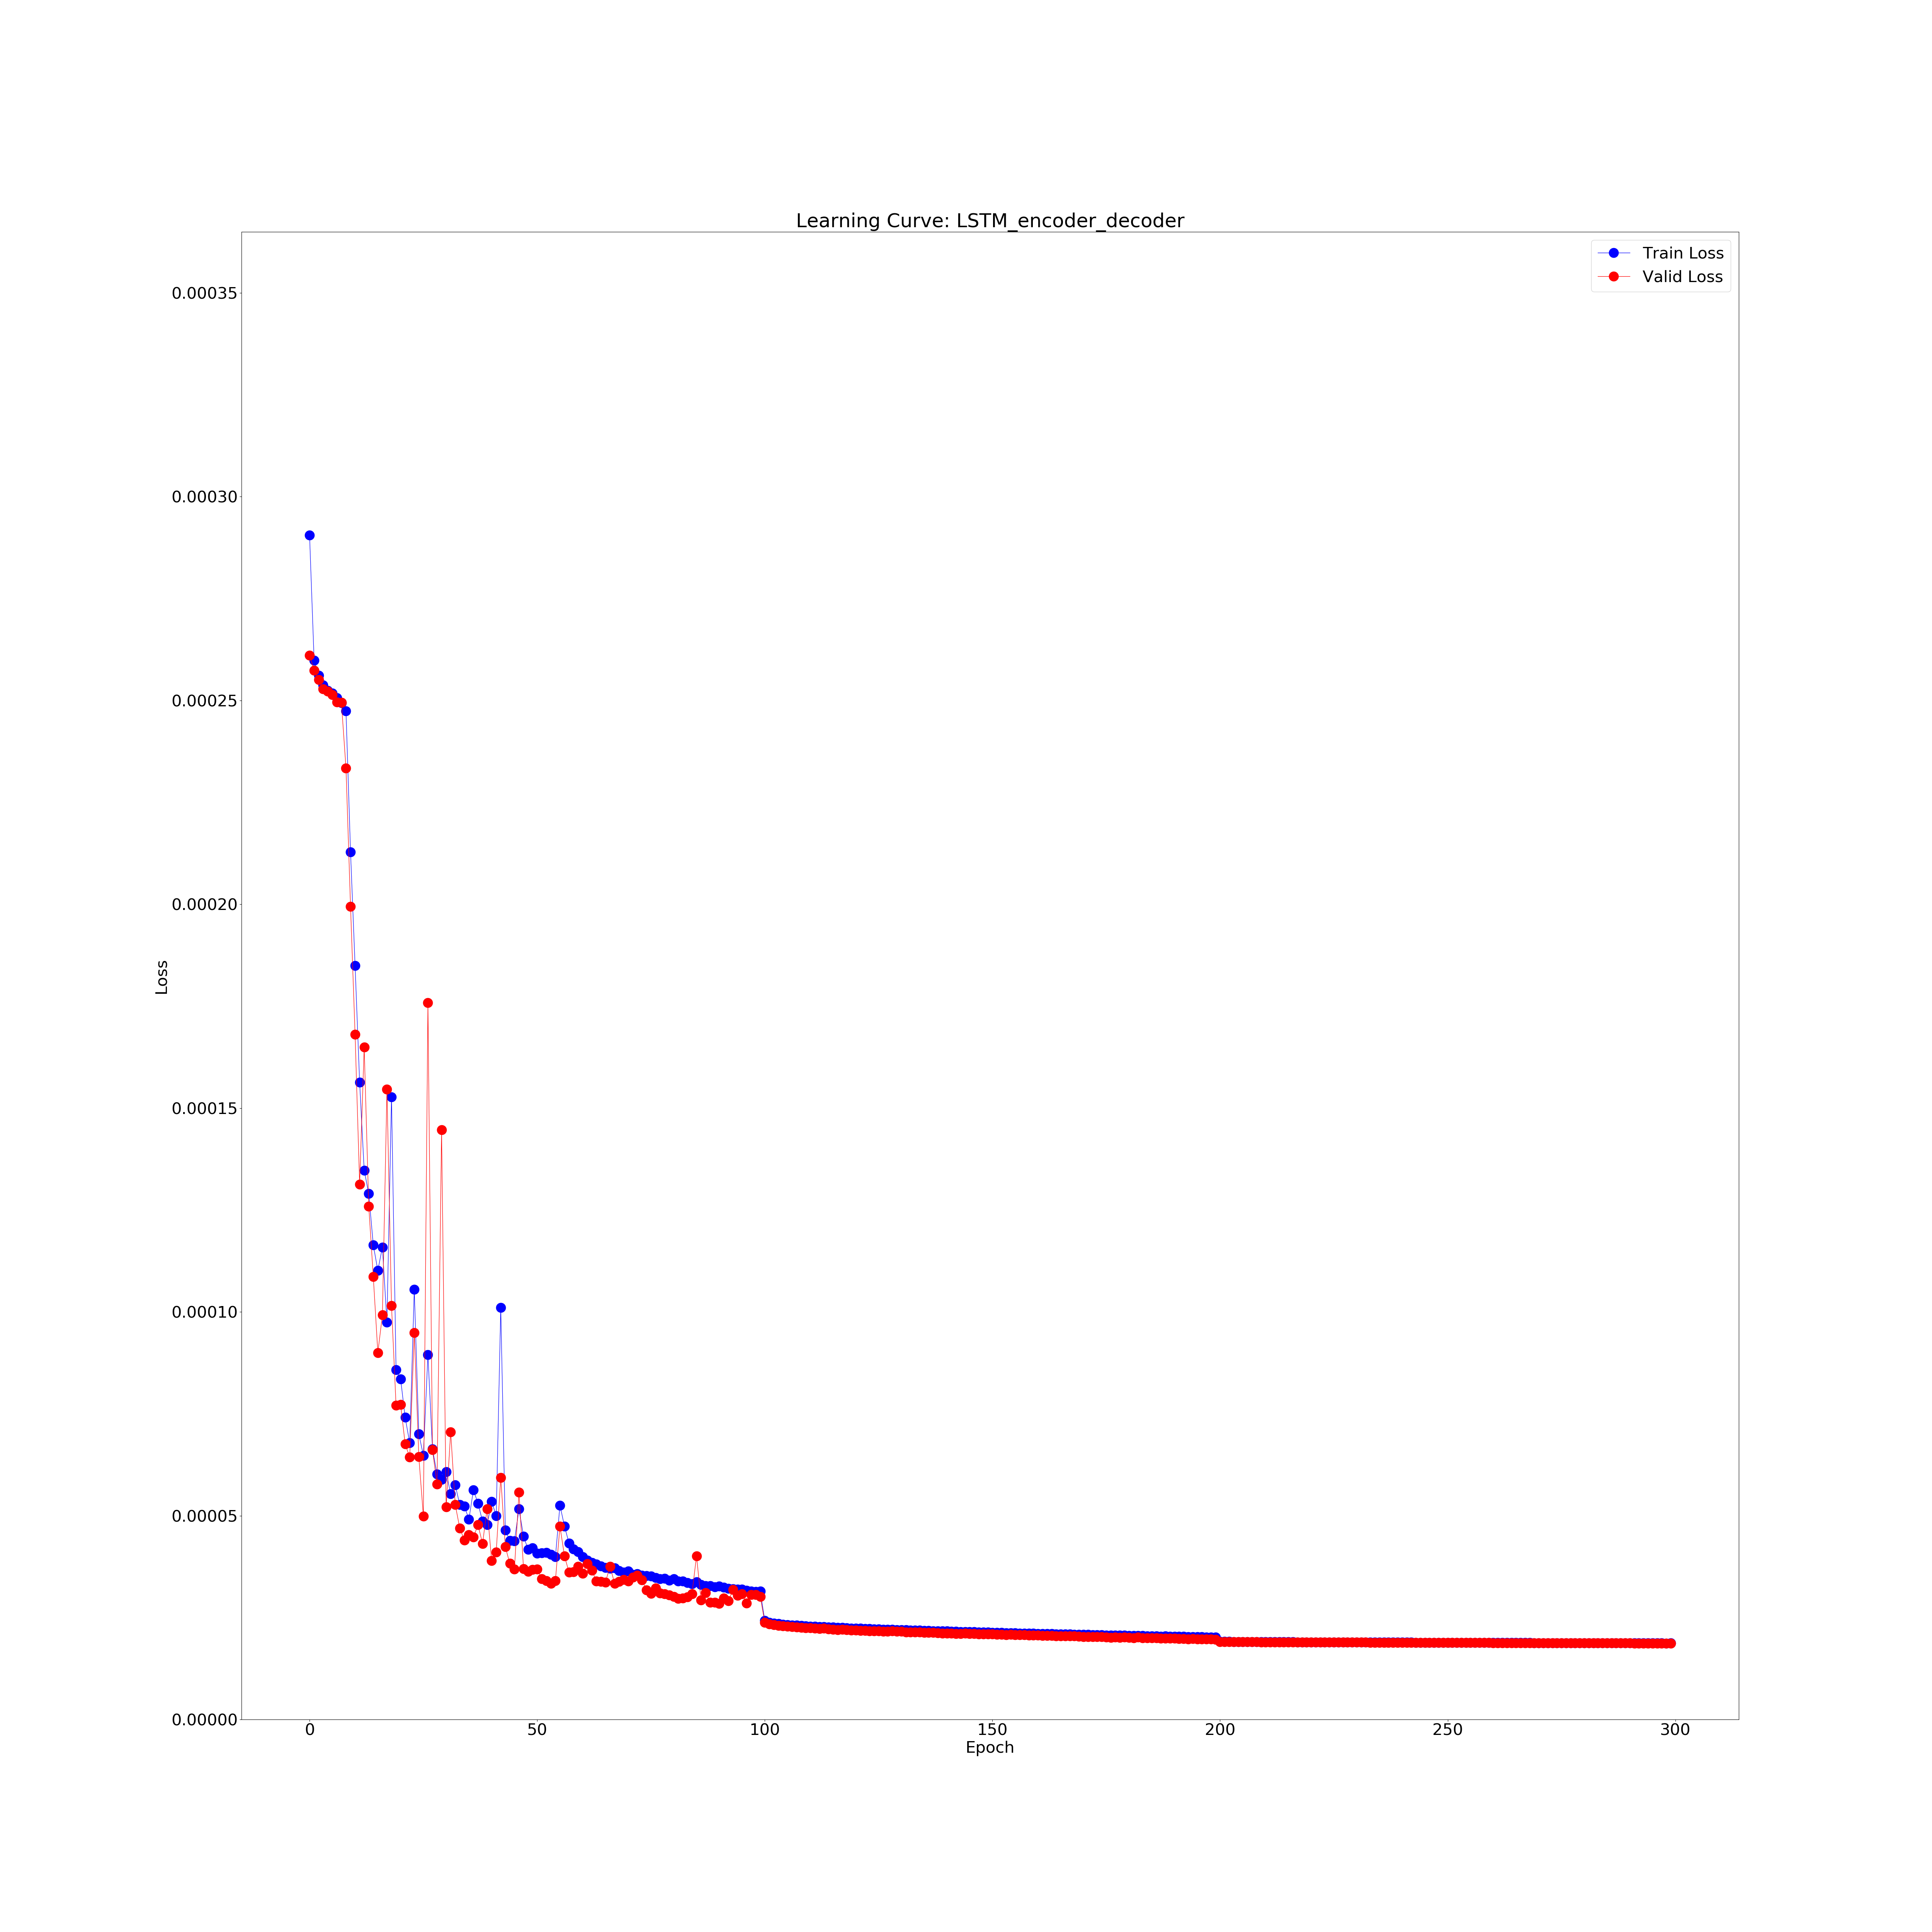 Learning Curve: LSTM_encoder_decoder
Train Loss
Valid Loss
0.00035
0.00030
0.00025
0.00020
0.00015
0.00010
0.00005
0.00000
Loss
0 50 100 150 200 250 300
Epoch